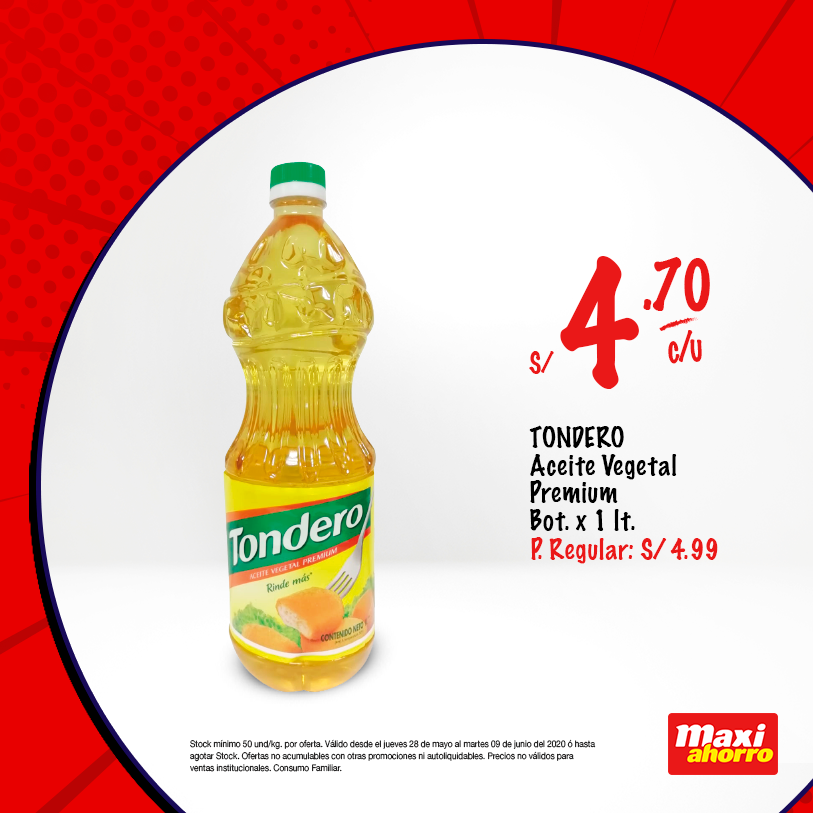 S/ 4.70
c/u
TONDERO
Aceite Vegetal
Premium
Bot. x 1 lt.
P. Regular: S/ 4.99
Tondero
ACEITE VEGETAL PREMIUM
Rinde más
CONTENIDO NETO 1
Stock mínimo 50 und/kg. por oferta. Válido desde el jueves 28 de mayo al martes 09 de junio del 2020 ó hasta
agotar Stock. Ofertas no acumulables con otras promociones ni autoliquidables. Precios no válidos para
ventas institucionales. Consumo Familiar.
maxi
ahorro